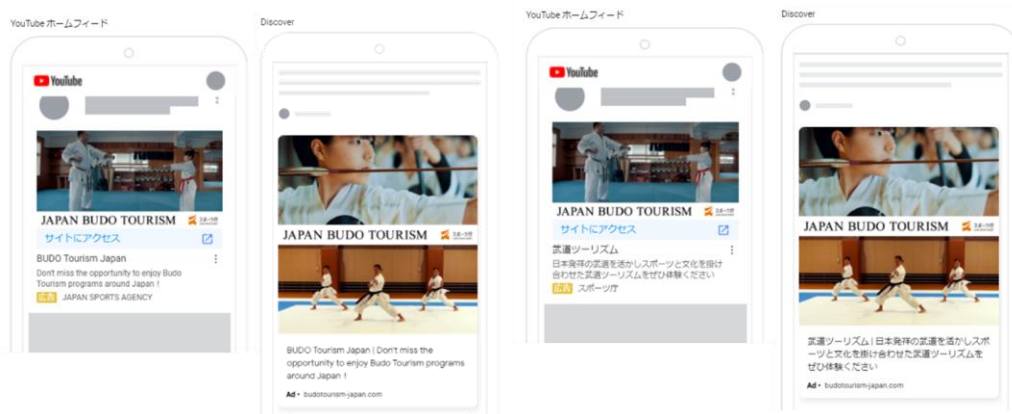 YouTube ホームフィード
YouTube
JAPAN BUDO TOURISM
スポーツ庁
サイトにアクセス
BUDO Tourism Japan
Don't miss the opportunity to enjoy Budo
Tourism programs around Japan !
広告 JAPAN SPORTS AGENCY
Discover
JAPAN BUDO TOURISM
スポーツ庁
BUDO Tourism Japan | Don't miss the
opportunity to enjoy Budo Tourism programs
around Japan !
Ad • budotourism-japan.com
YouTube ホームフィード
YouTube
JAPAN BUDO TOURISM
スポーツ庁
サイトにアクセス
武道ツーリズム
日本発祥の武道を活かしスポーツと文化を掛け
合わせた武道ツーリズムをぜひ体験ください
広告 スポーツ庁
Discover
JAPAN BUDO TOURISM
スポーツ庁
武道ツーリズム | 日本発祥の武道を活かしスポ
ーツと文化を掛け合わせた武道ツーリズムを
ぜひ体験ください
Ad • budotourism-japan.com